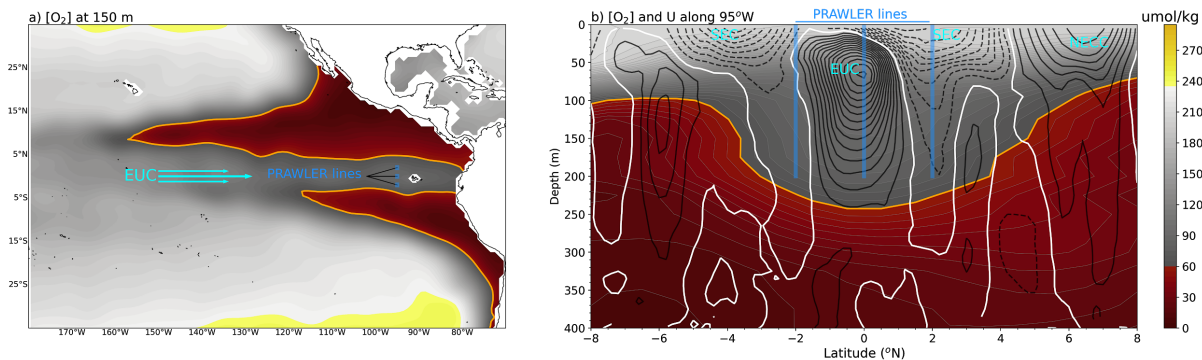 a) [O₂] at 150 m
25°N
15°N
5°N
5°S
15°S
25°S
170°W 160°W 150°W 140°W 130°W 120°W 110°W 100°W 90°W 80°W
EUC
PRAWLER lines
b) [O₂] and U along 95°W
PRAWLER lines
umol/kg
SEC
SEC
NECC
EUC
0
50
100
150
200
250
300
350
400
Depth (m)
−8 −6 −4 −2 0 2 4 6 8
Latitude (°N)
290
270
240
210
180
150
120
90
60
30
0